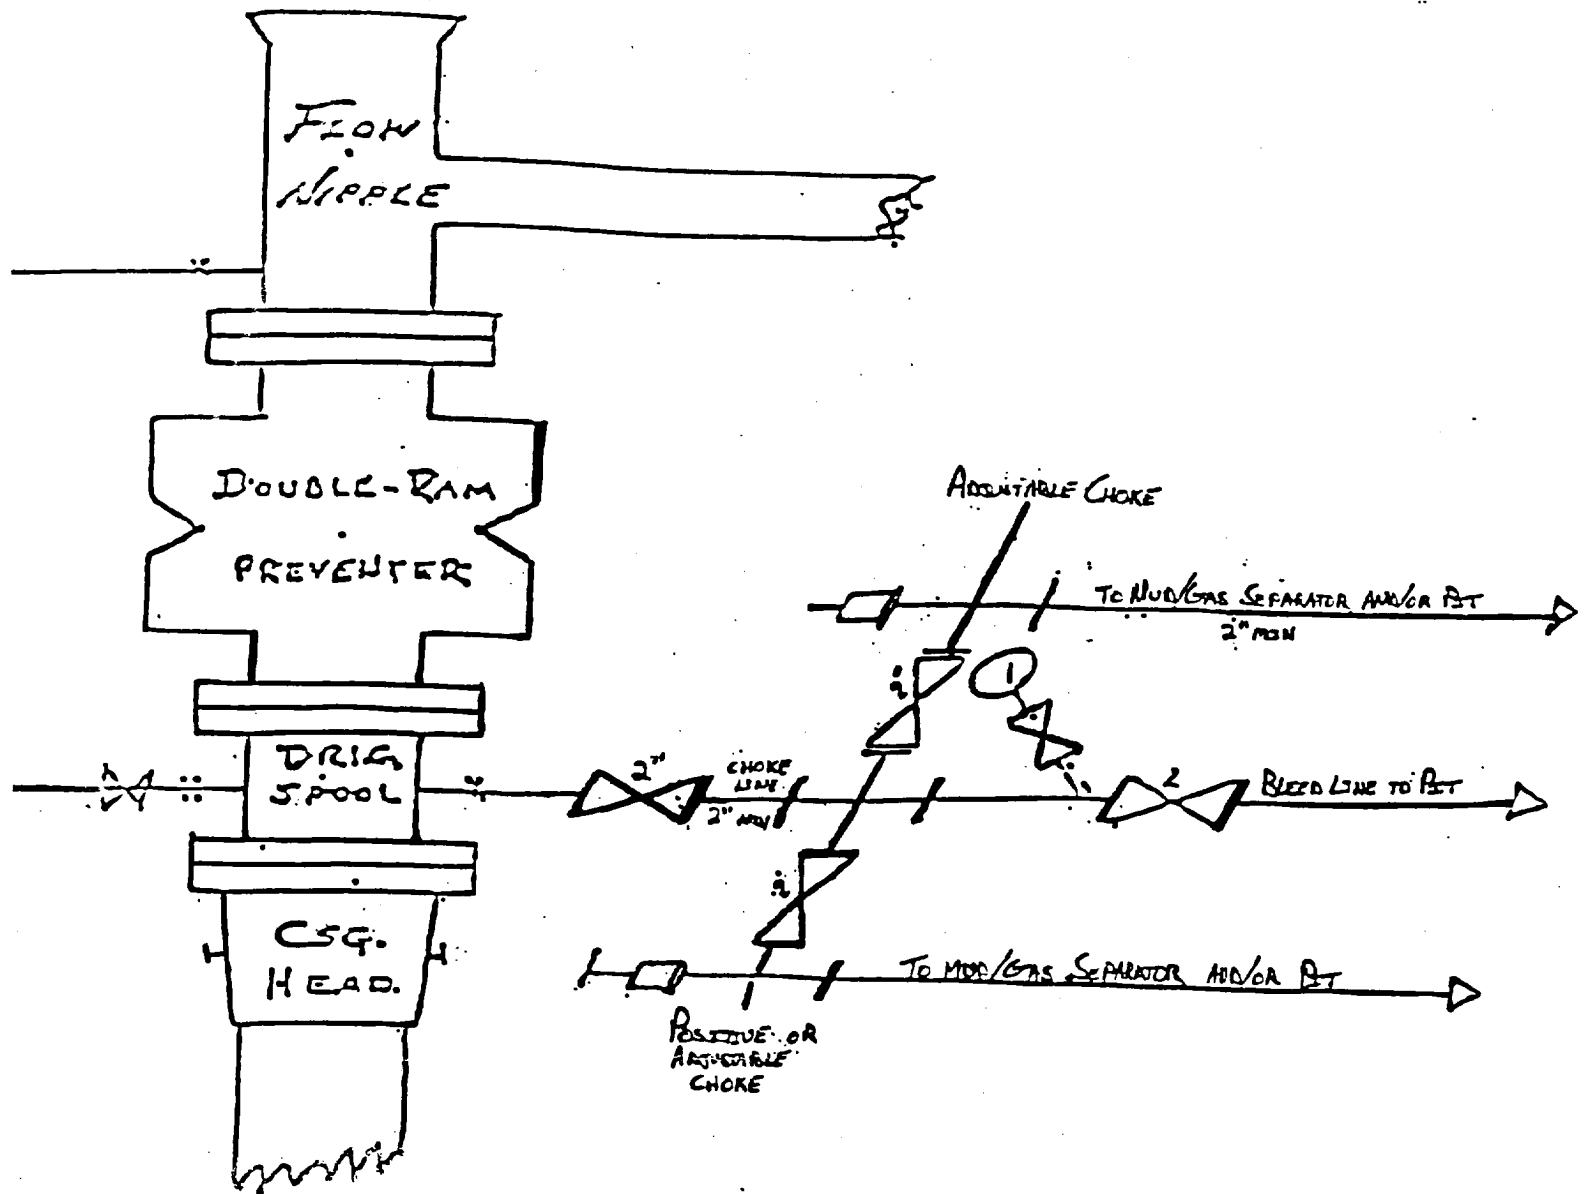 FLOW
NIPPLE
DOUBLE-RAM
PREVENTER
ADJUSTABLE CHOKE
TO MUD/GAS SEPARATOR AND/OR PIT
2" MIN
1
DRLG
SPOOL
2"
CHOKE
LINE
2" MIN
2
BLEED LINE TO PIT
CSG.
HEAD.
TO MUD/GAS SEPARATOR AND/OR PIT
POSITIVE OR
ADJUSTABLE
CHOKE